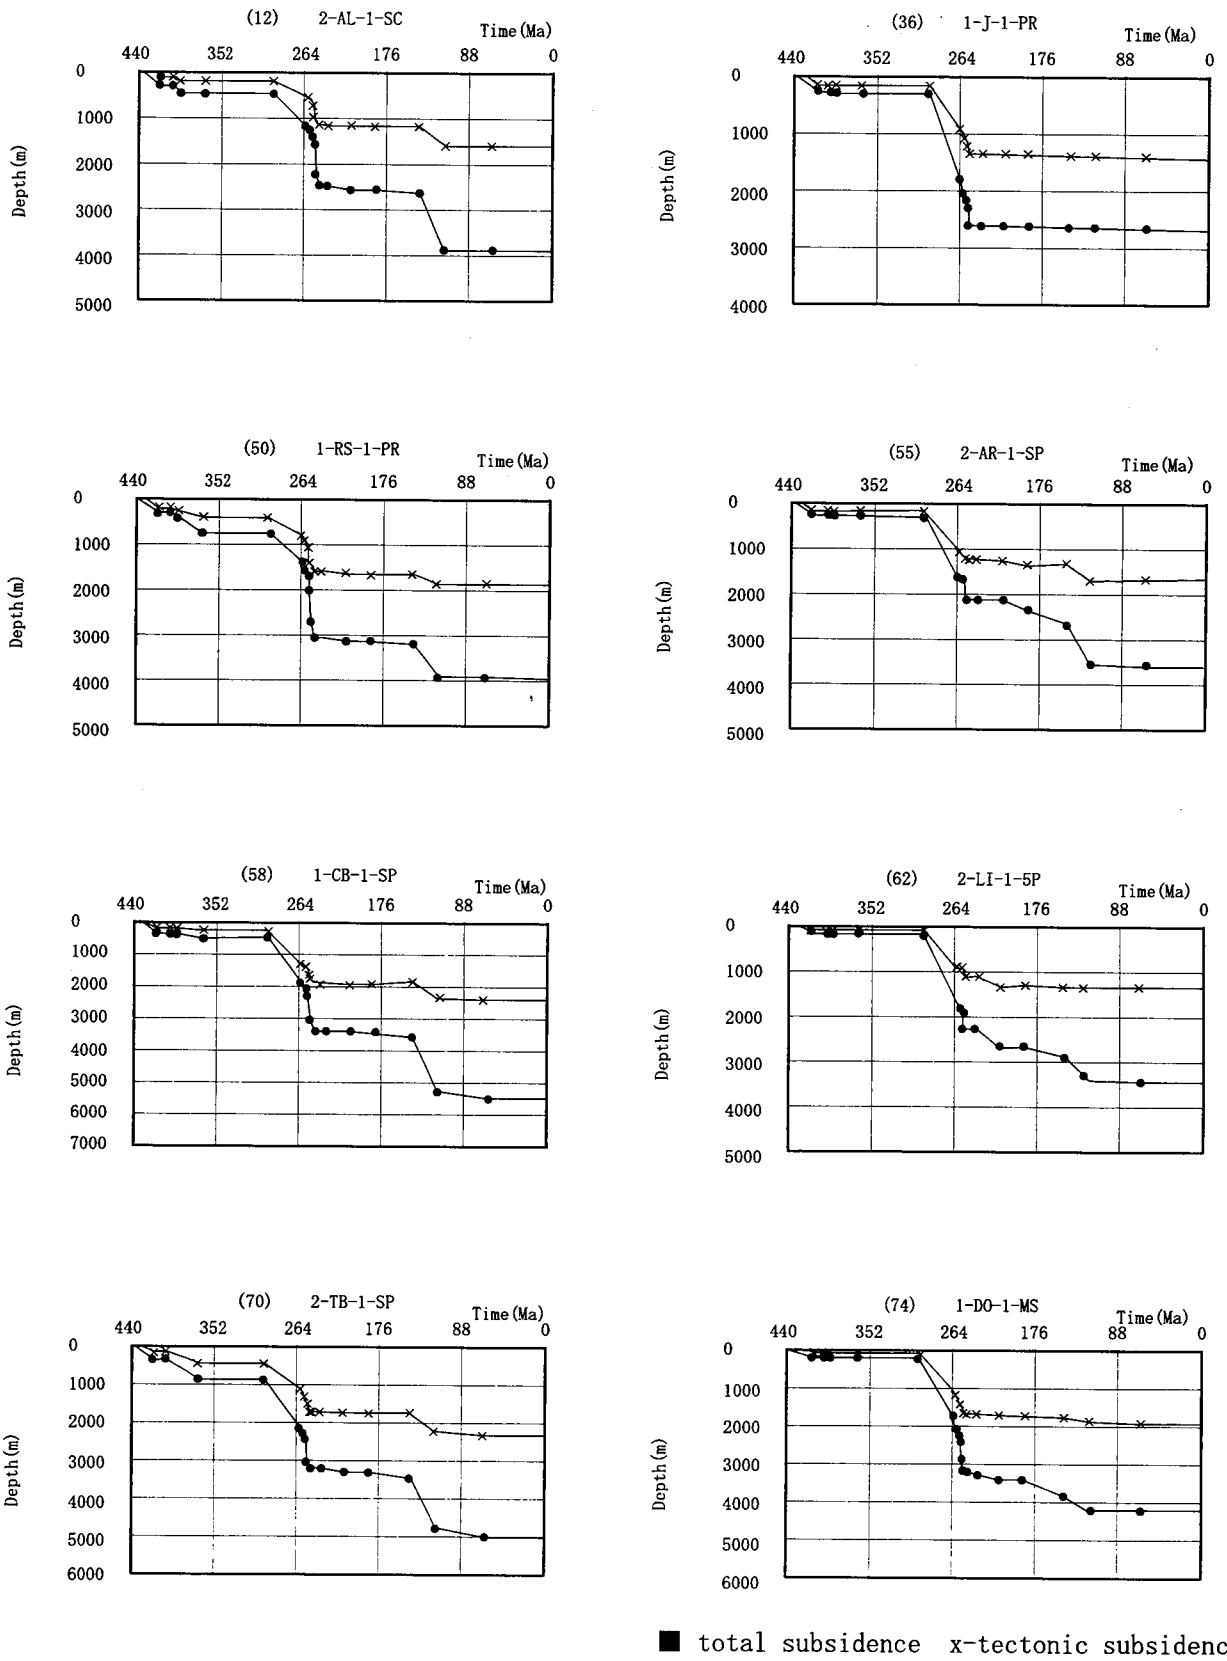 (12) 2-AL-1-SC
Time(Ma)
440 352 264 176 88 0
0
1000
2000
3000
4000
5000
Depth(m)
(36) 1-J-1-PR
Time(Ma)
440 352 264 176 88 0
0
1000
2000
3000
4000
Depth(m)
(50) 1-RS-1-PR
Time(Ma)
440 352 264 176 88 0
0
1000
2000
3000
4000
5000
Depth(m)
(55) 2-AR-1-SP
Time(Ma)
440 352 264 176 88 0
0
1000
2000
3000
4000
5000
Depth(m)
(58) 1-CB-1-SP
Time(Ma)
440 352 264 176 88 0
0
1000
2000
3000
4000
5000
6000
7000
Depth(m)
(62) 2-LI-1-5P
Time(Ma)
440 352 264 176 88 0
0
1000
2000
3000
4000
5000
Depth(m)
(70) 2-TB-1-SP
Time(Ma)
440 352 264 176 88 0
0
1000
2000
3000
4000
5000
6000
Depth(m)
(74) 1-DO-1-MS
Time(Ma)
440 352 264 176 88 0
0
1000
2000
3000
4000
5000
6000
Depth(m)
■ total subsidence x-tectonic subsidenc